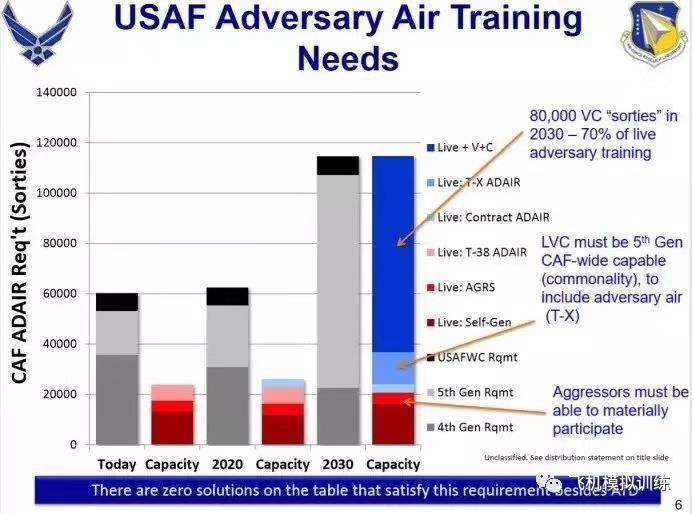 USAF Adversary Air Training
Needs
140000
120000
100000
80000
60000
40000
20000
0
CAF ADAIR Req't (Sorties)
Today
Capacity
2020
Capacity
2030
Capacity
Live + V+C
Live: T-X ADAIR
Live: Contract ADAIR
Live: T-38 ADAIR
Live: AGRS
Live: Self-Gen
USAFWC Rqmt
5th Gen Rqmt
4th Gen Rqmt
80,000 VC "sorties" in
2030 – 70% of live
adversary training
LVC must be 5th Gen
CAF-wide capable
(commonality), to
include adversary air
(T-X)
Aggressors must be
able to materially
participate
Unclassified. See distribution statement on title slide
There are zero solutions on the table that satisfy this requirement besides ATD
飞机模拟训练
6